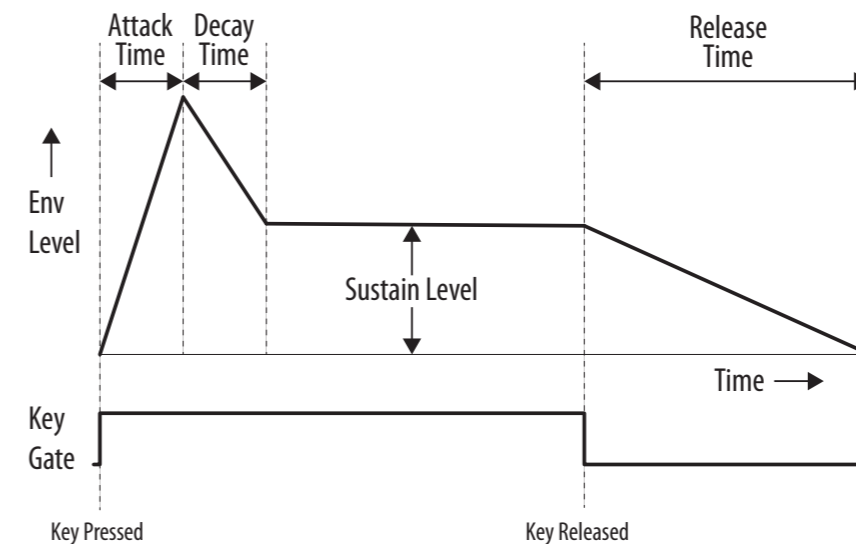 Attack
Time
Decay
Time
Release
Time
Env
Level
Sustain Level
Time
Key
Gate
Key Pressed
Key Released